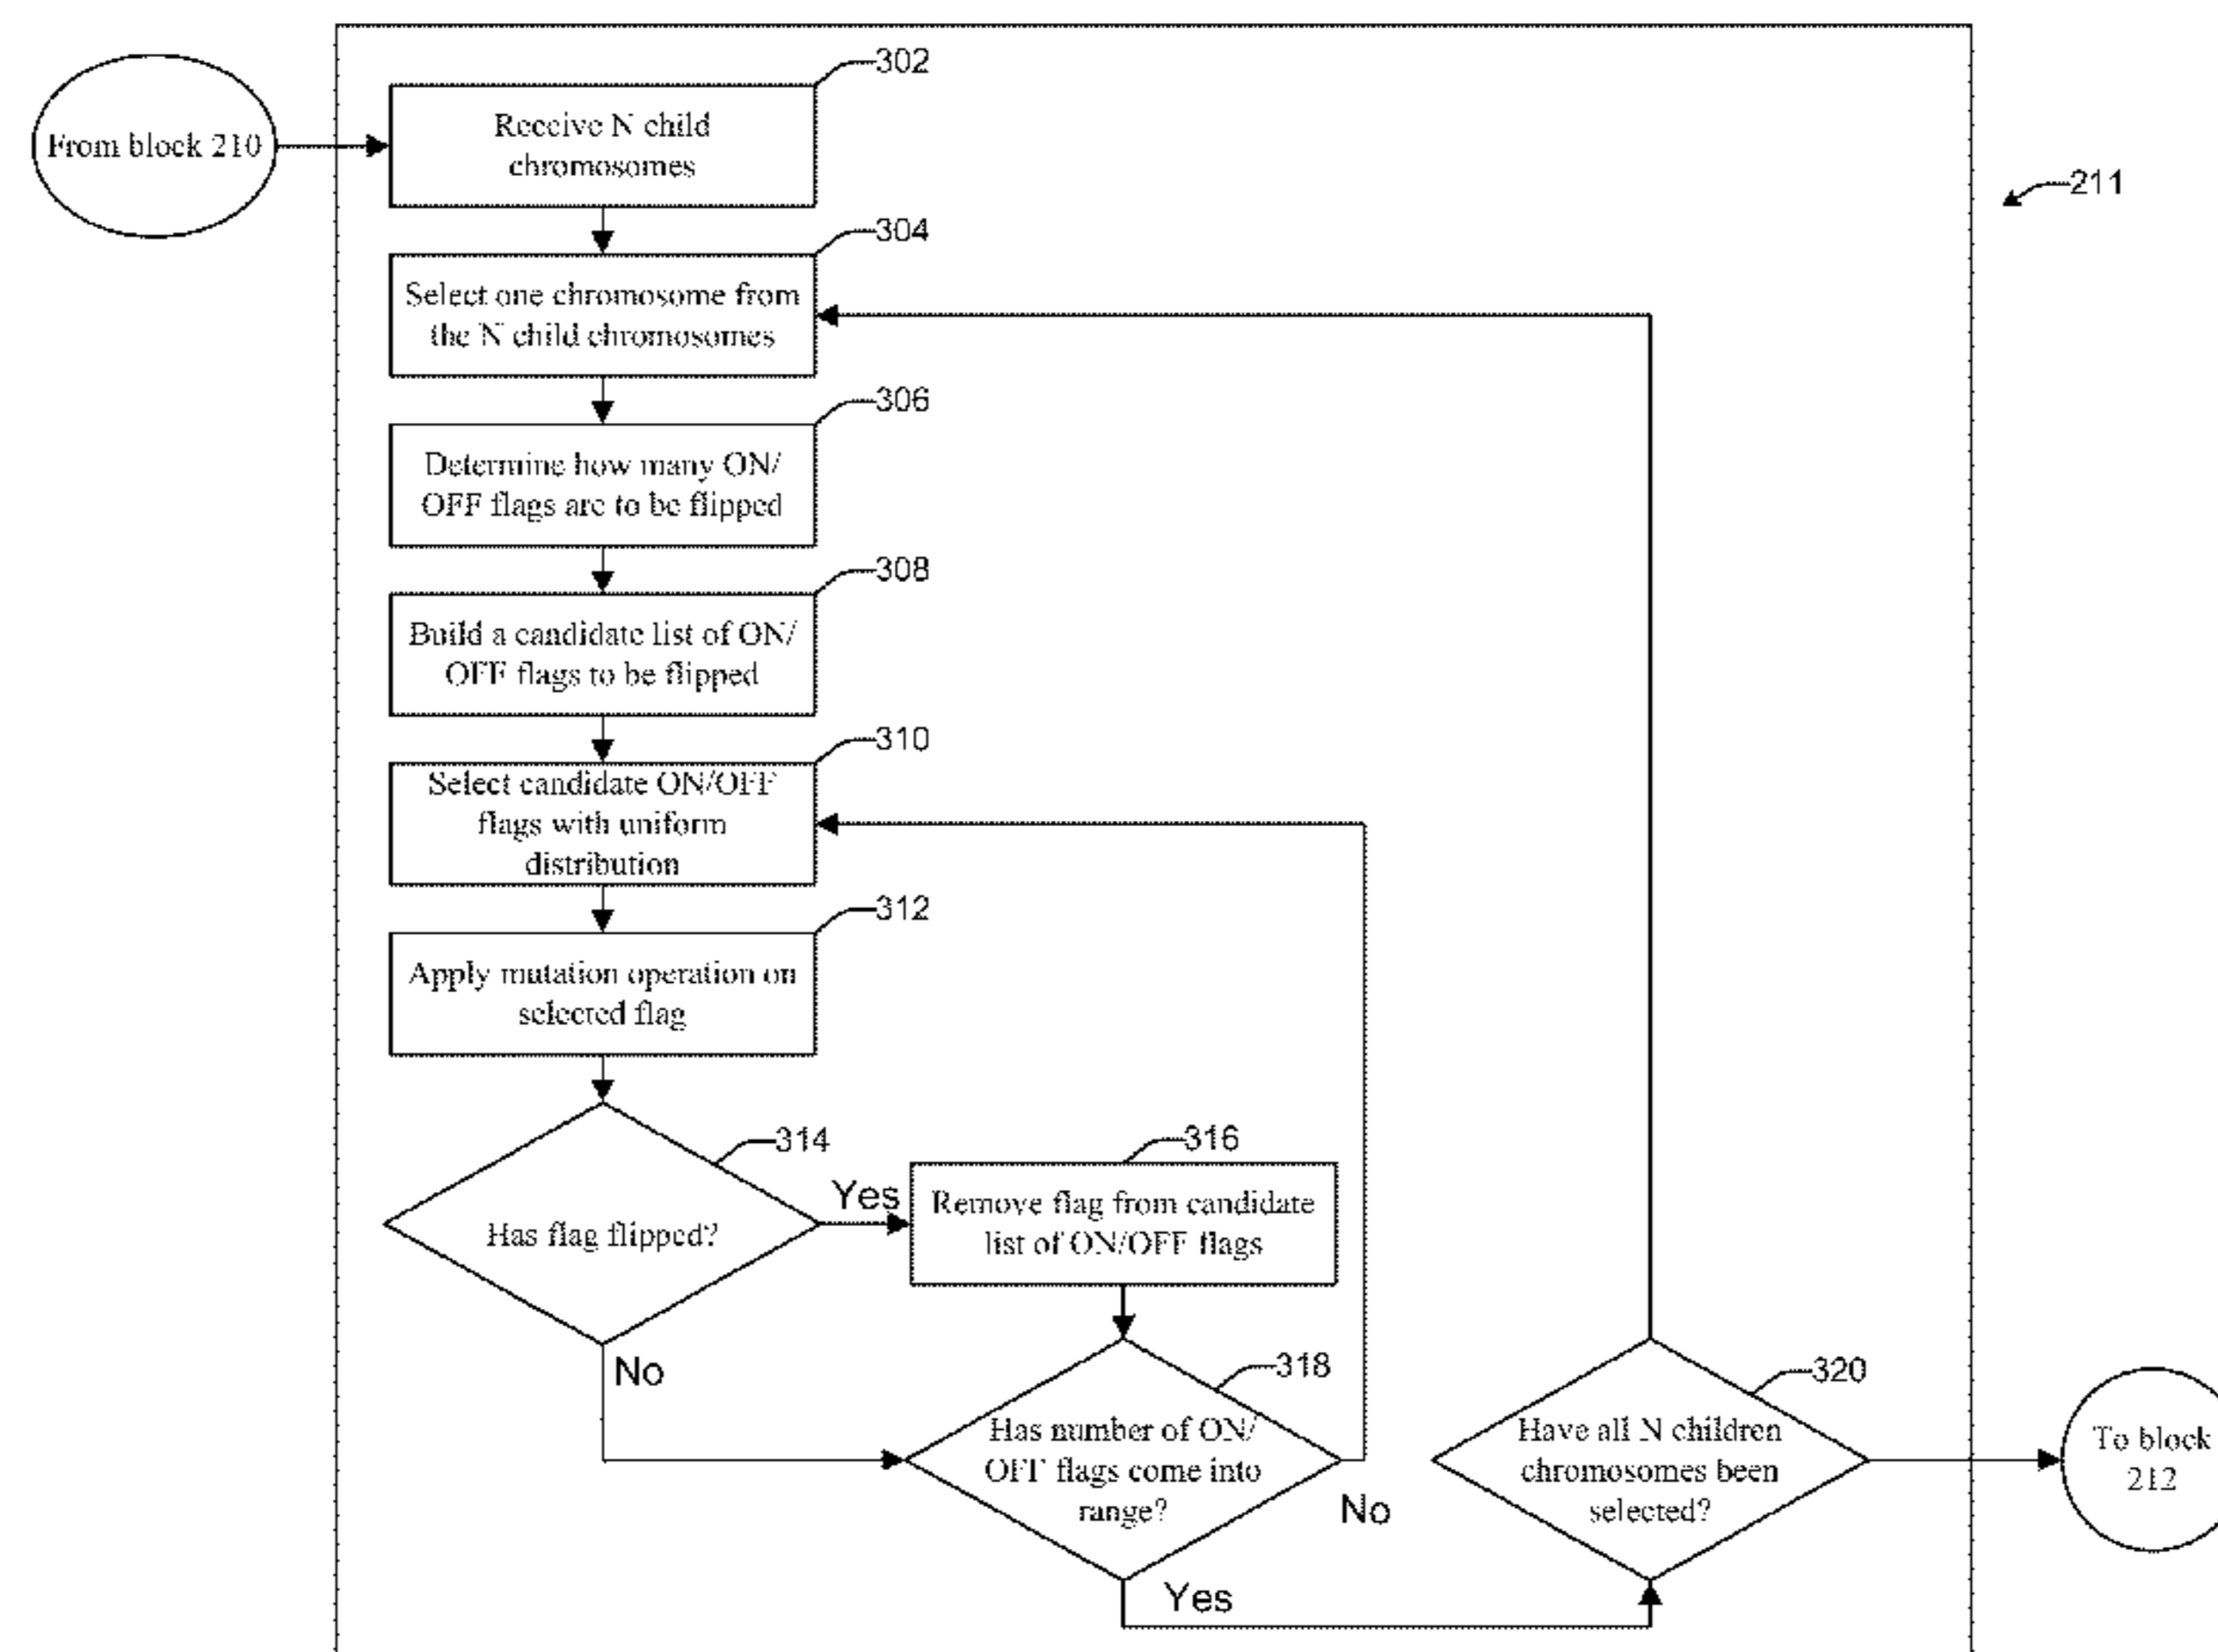 From block 210
302
Receive N child
chromosomes
211
304
Select one chromosome from
the N child chromosomes
306
Determine how many ON/
OFF flags are to be flipped
308
Build a candidate list of ON/
OFF flags to be flipped
310
Select candidate ON/OFF
flags with uniform
distribution
312
Apply mutation operation on
selected flag
314
Has flag flipped?
Yes
No
316
Remove flag from candidate
list of ON/OFF flags
318
Has number of ON/
OFF flags come into
range?
No
Yes
320
Have all N children
chromosomes been
selected?
To block
212